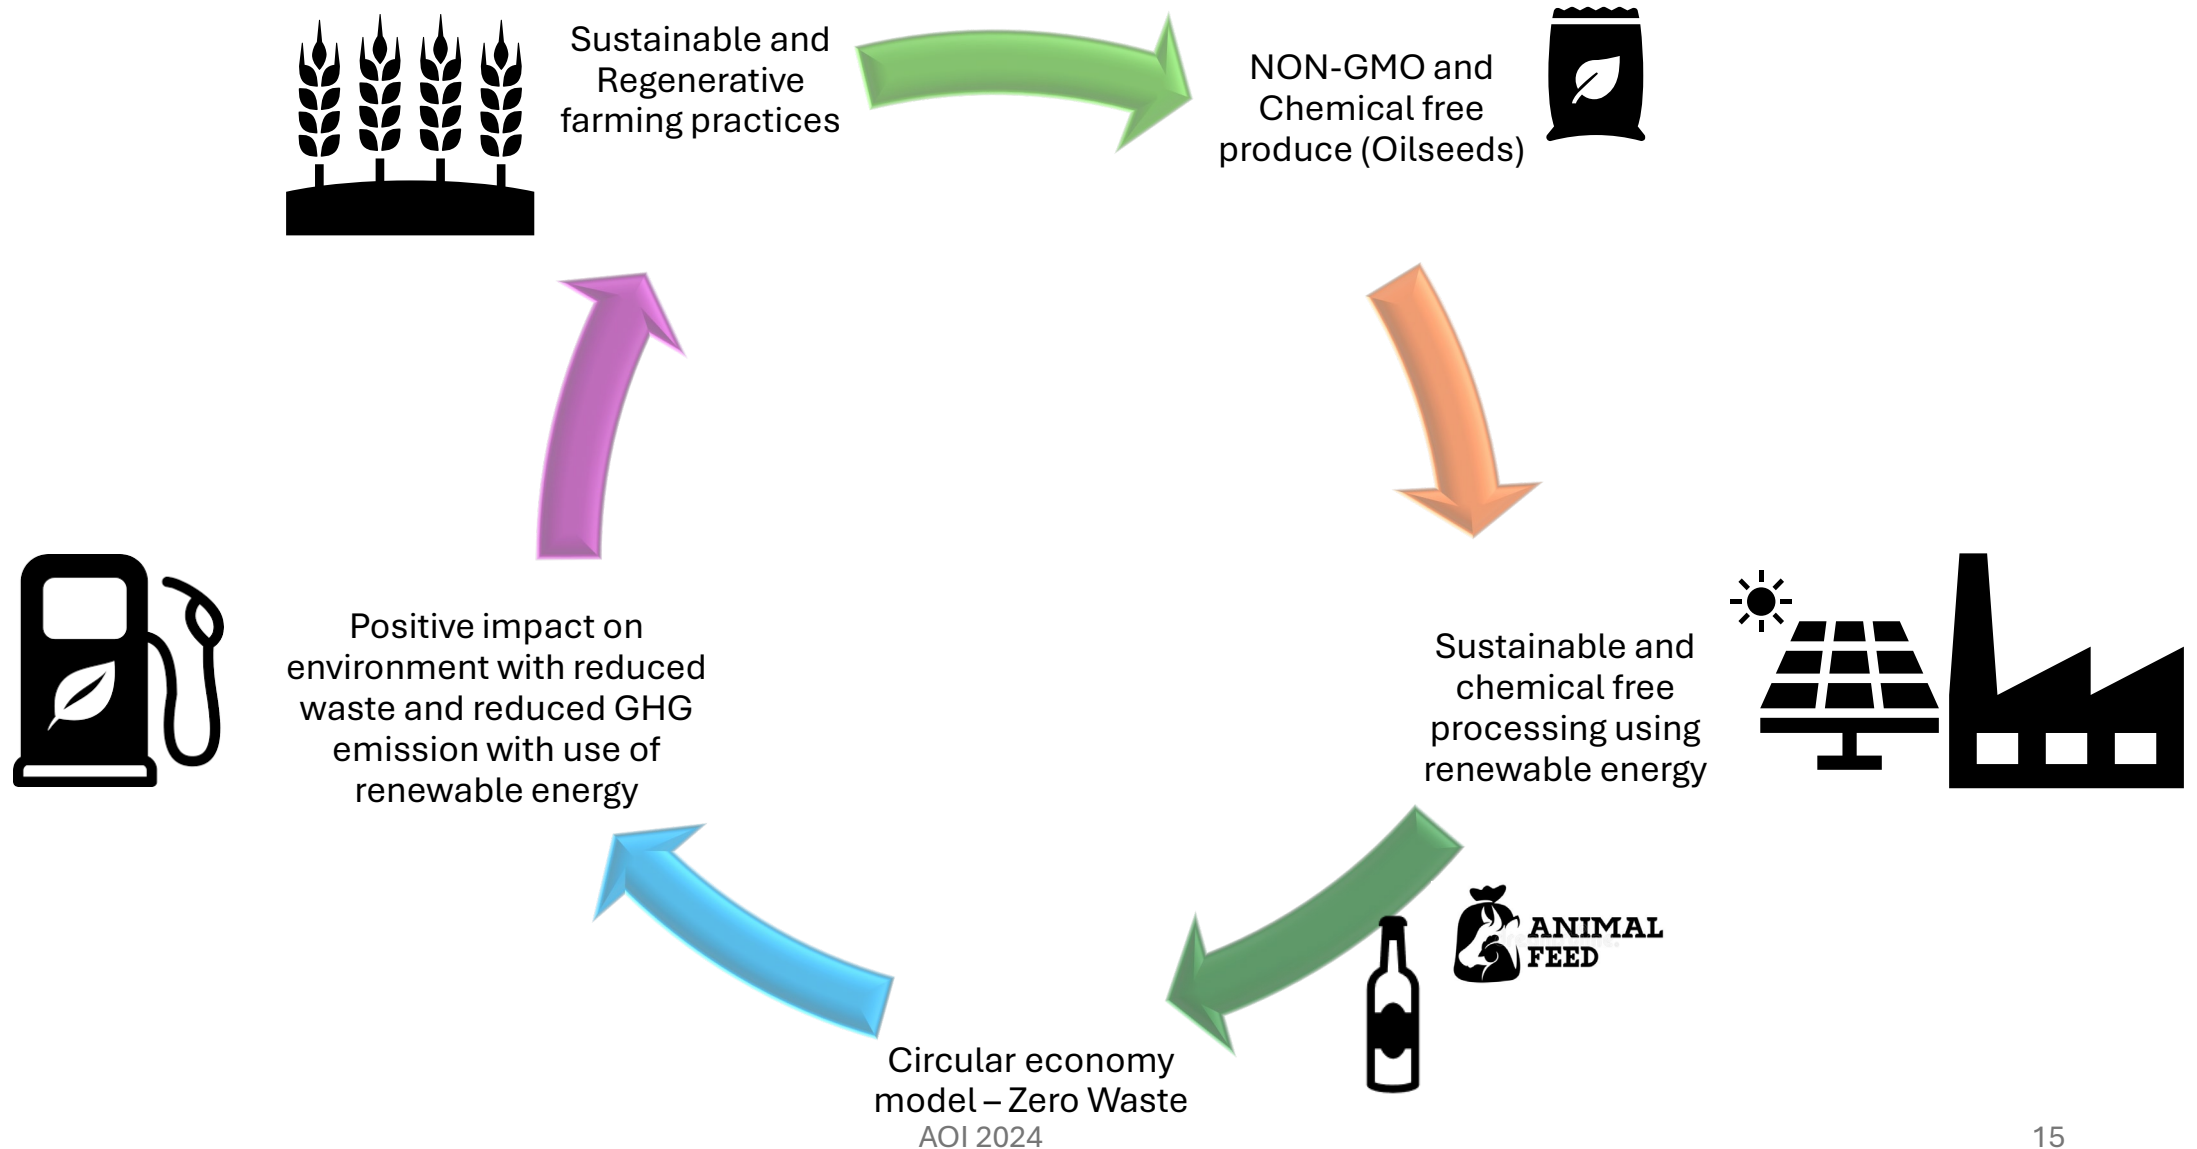 Sustainable and
Regenerative
farming practices
NON-GMO and
Chemical free
produce (Oilseeds)
Sustainable and
chemical free
processing using
renewable energy
ANIMAL
FEED
Circular economy
model – Zero Waste
Positive impact on
environment with reduced
waste and reduced GHG
emission with use of
renewable energy
AOI 2024
15